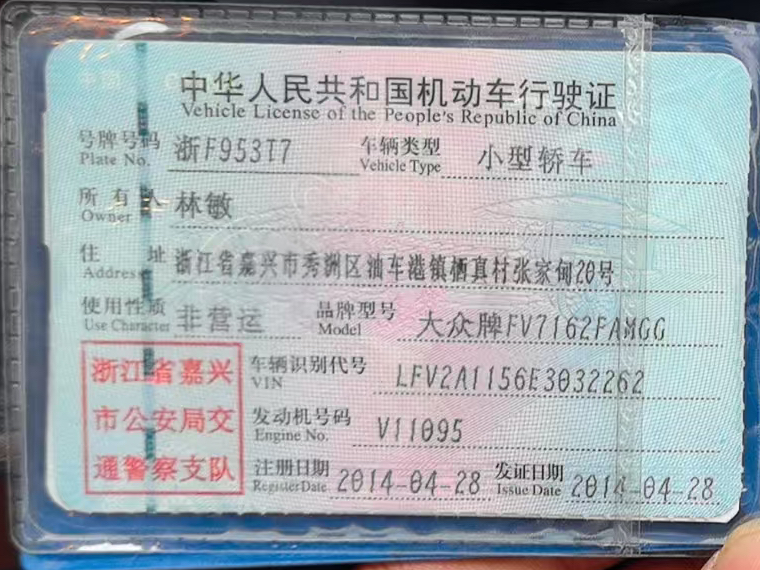 中华人民共和国机动车行驶证
Vehicle License of the People's Republic of China
号牌号码 浙F953T7 车辆类型 小型轿车
Plate No. Vehicle Type
所有人 林敏
Owner
住址 浙江省嘉兴市秀洲区油车港镇栖真村张家甸20号
Address
使用性质 非营运 品牌型号 大众牌FV7162FAMGG
Use Character Model
浙江省嘉兴 车辆识别代号 LFV2A1156E3032262
VIN
市公安局交 发动机号码 V11095
Engine No.
通警察支队 注册日期 2014-04-28 发证日期 2014-04-28
Register Date Issue Date